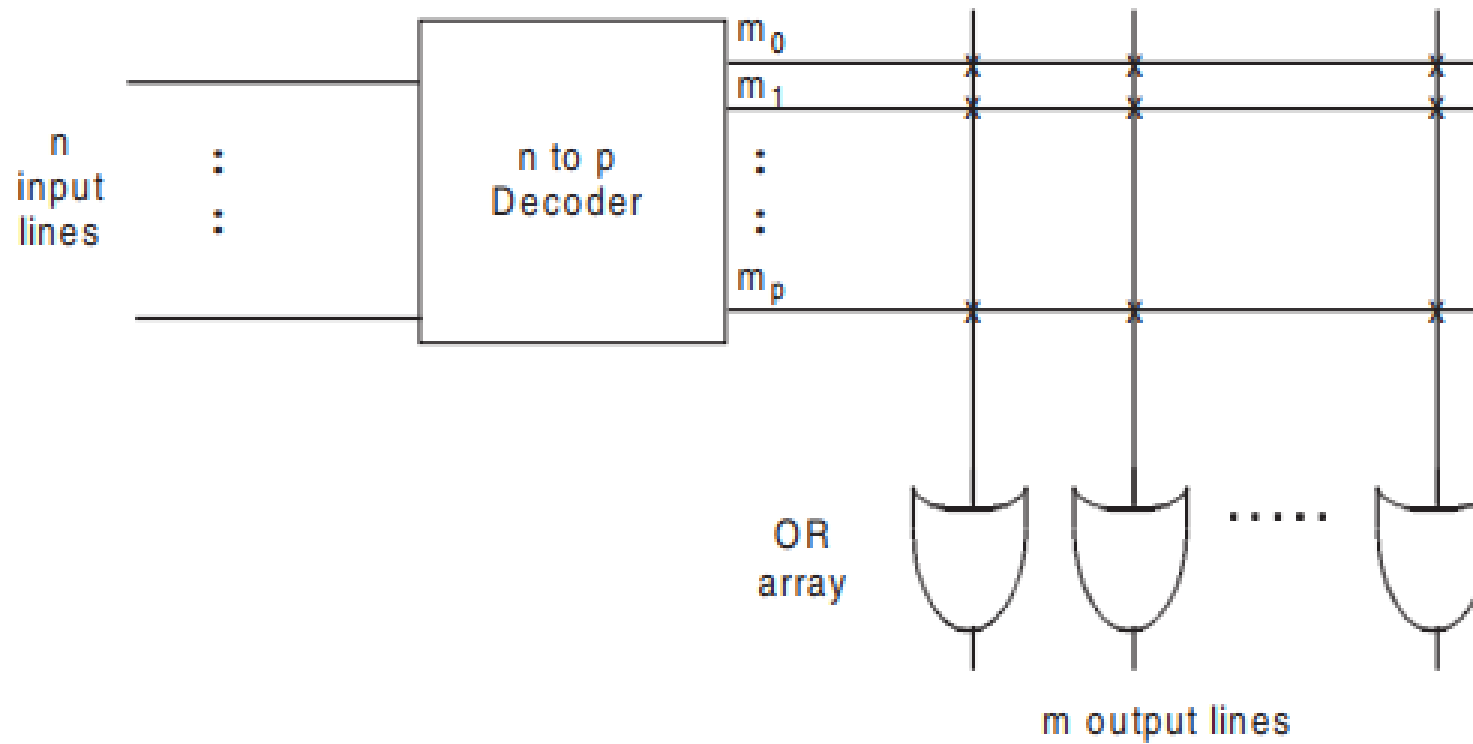 n
input
lines
n to p
Decoder
m₀
m₁
mₚ
OR
array
m output lines